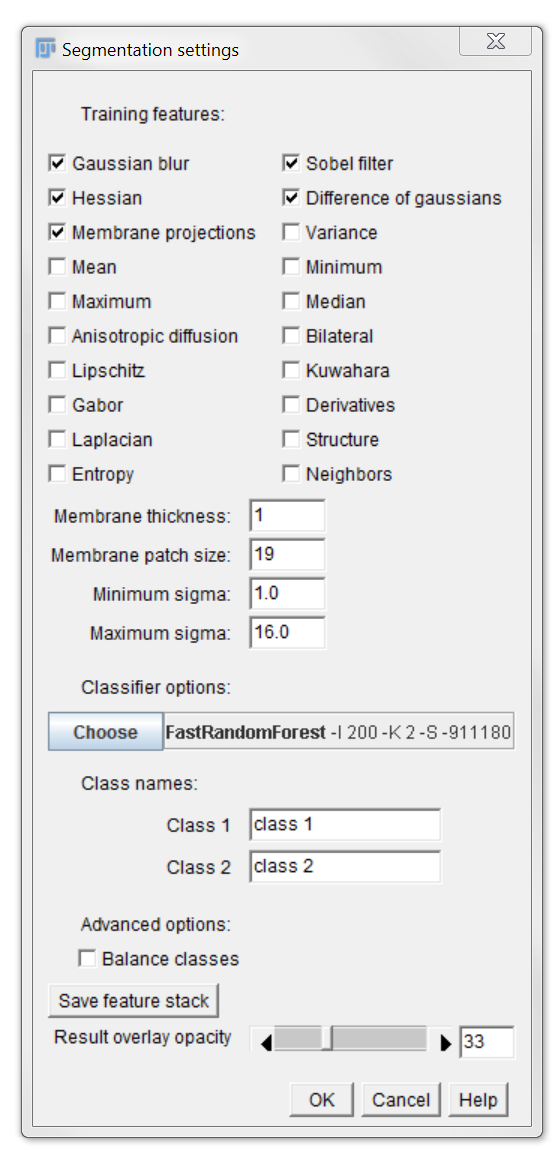 Segmentation settings
Training features:
Gaussian blur Sobel filter
Hessian Difference of gaussians
Membrane projections Variance
Mean Minimum
Maximum Median
Anisotropic diffusion Bilateral
Lipschitz Kuwahara
Gabor Derivatives
Laplacian Structure
Entropy Neighbors
Membrane thickness: 1
Membrane patch size: 19
Minimum sigma: 1.0
Maximum sigma: 16.0
Classifier options:
Choose FastRandomForest -I 200 -K 2 -S -911180
Class names:
Class 1 class 1
Class 2 class 2
Advanced options:
Balance classes
Save feature stack
Result overlay opacity 33
OK Cancel Help